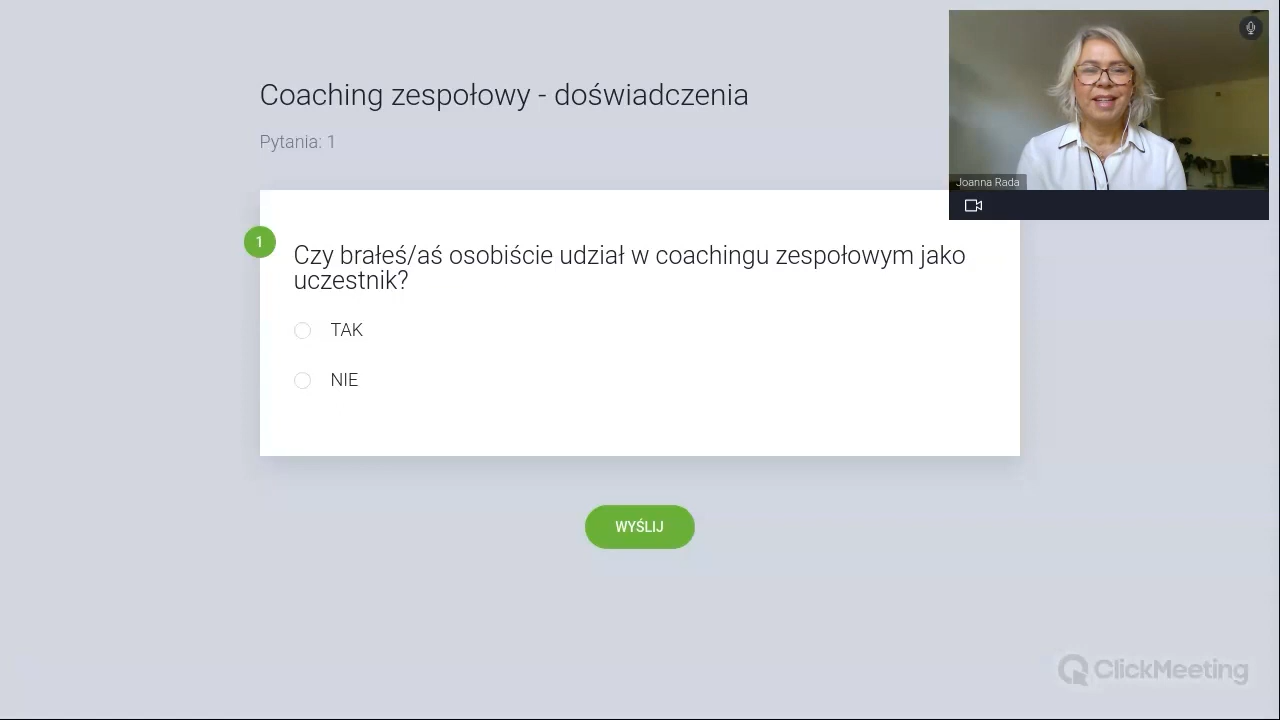 Coaching zespołowy - doświadczenia
Pytania: 1
Joanna Rada
1
Czy brałeś/aś osobiście udział w coachingu zespołowym jako
uczestnik?
TAK
NIE
WYŚLIJ
ClickMeeting